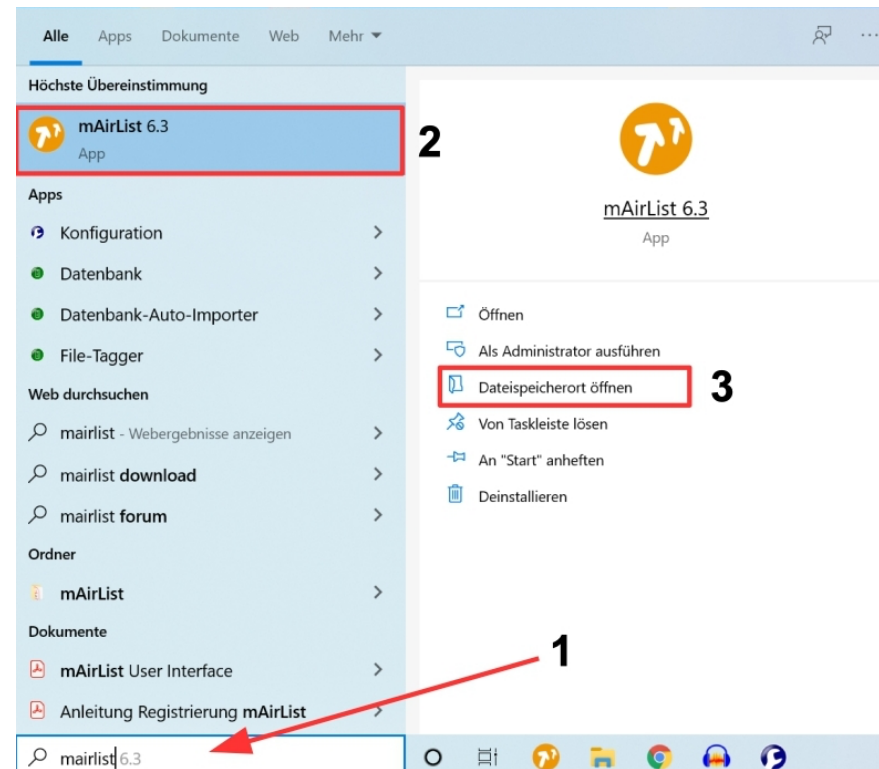 Alle Apps Dokumente Web Mehr
Höchste Übereinstimmung
mAirList 6.3
App
2
Apps
Konfiguration
Datenbank
Datenbank-Auto-Importer
File-Tagger
Web durchsuchen
mairlist - Webergebnisse anzeigen
mairlist download
mairlist forum
Ordner
mAirList
Dokumente
mAirList User Interface
Anleitung Registrierung mAirList
mairlist 6.3
mAirList 6.3
App
Öffnen
Als Administrator ausführen
Dateispeicherort öffnen
3
Von Taskleiste lösen
An "Start" anheften
Deinstallieren
1